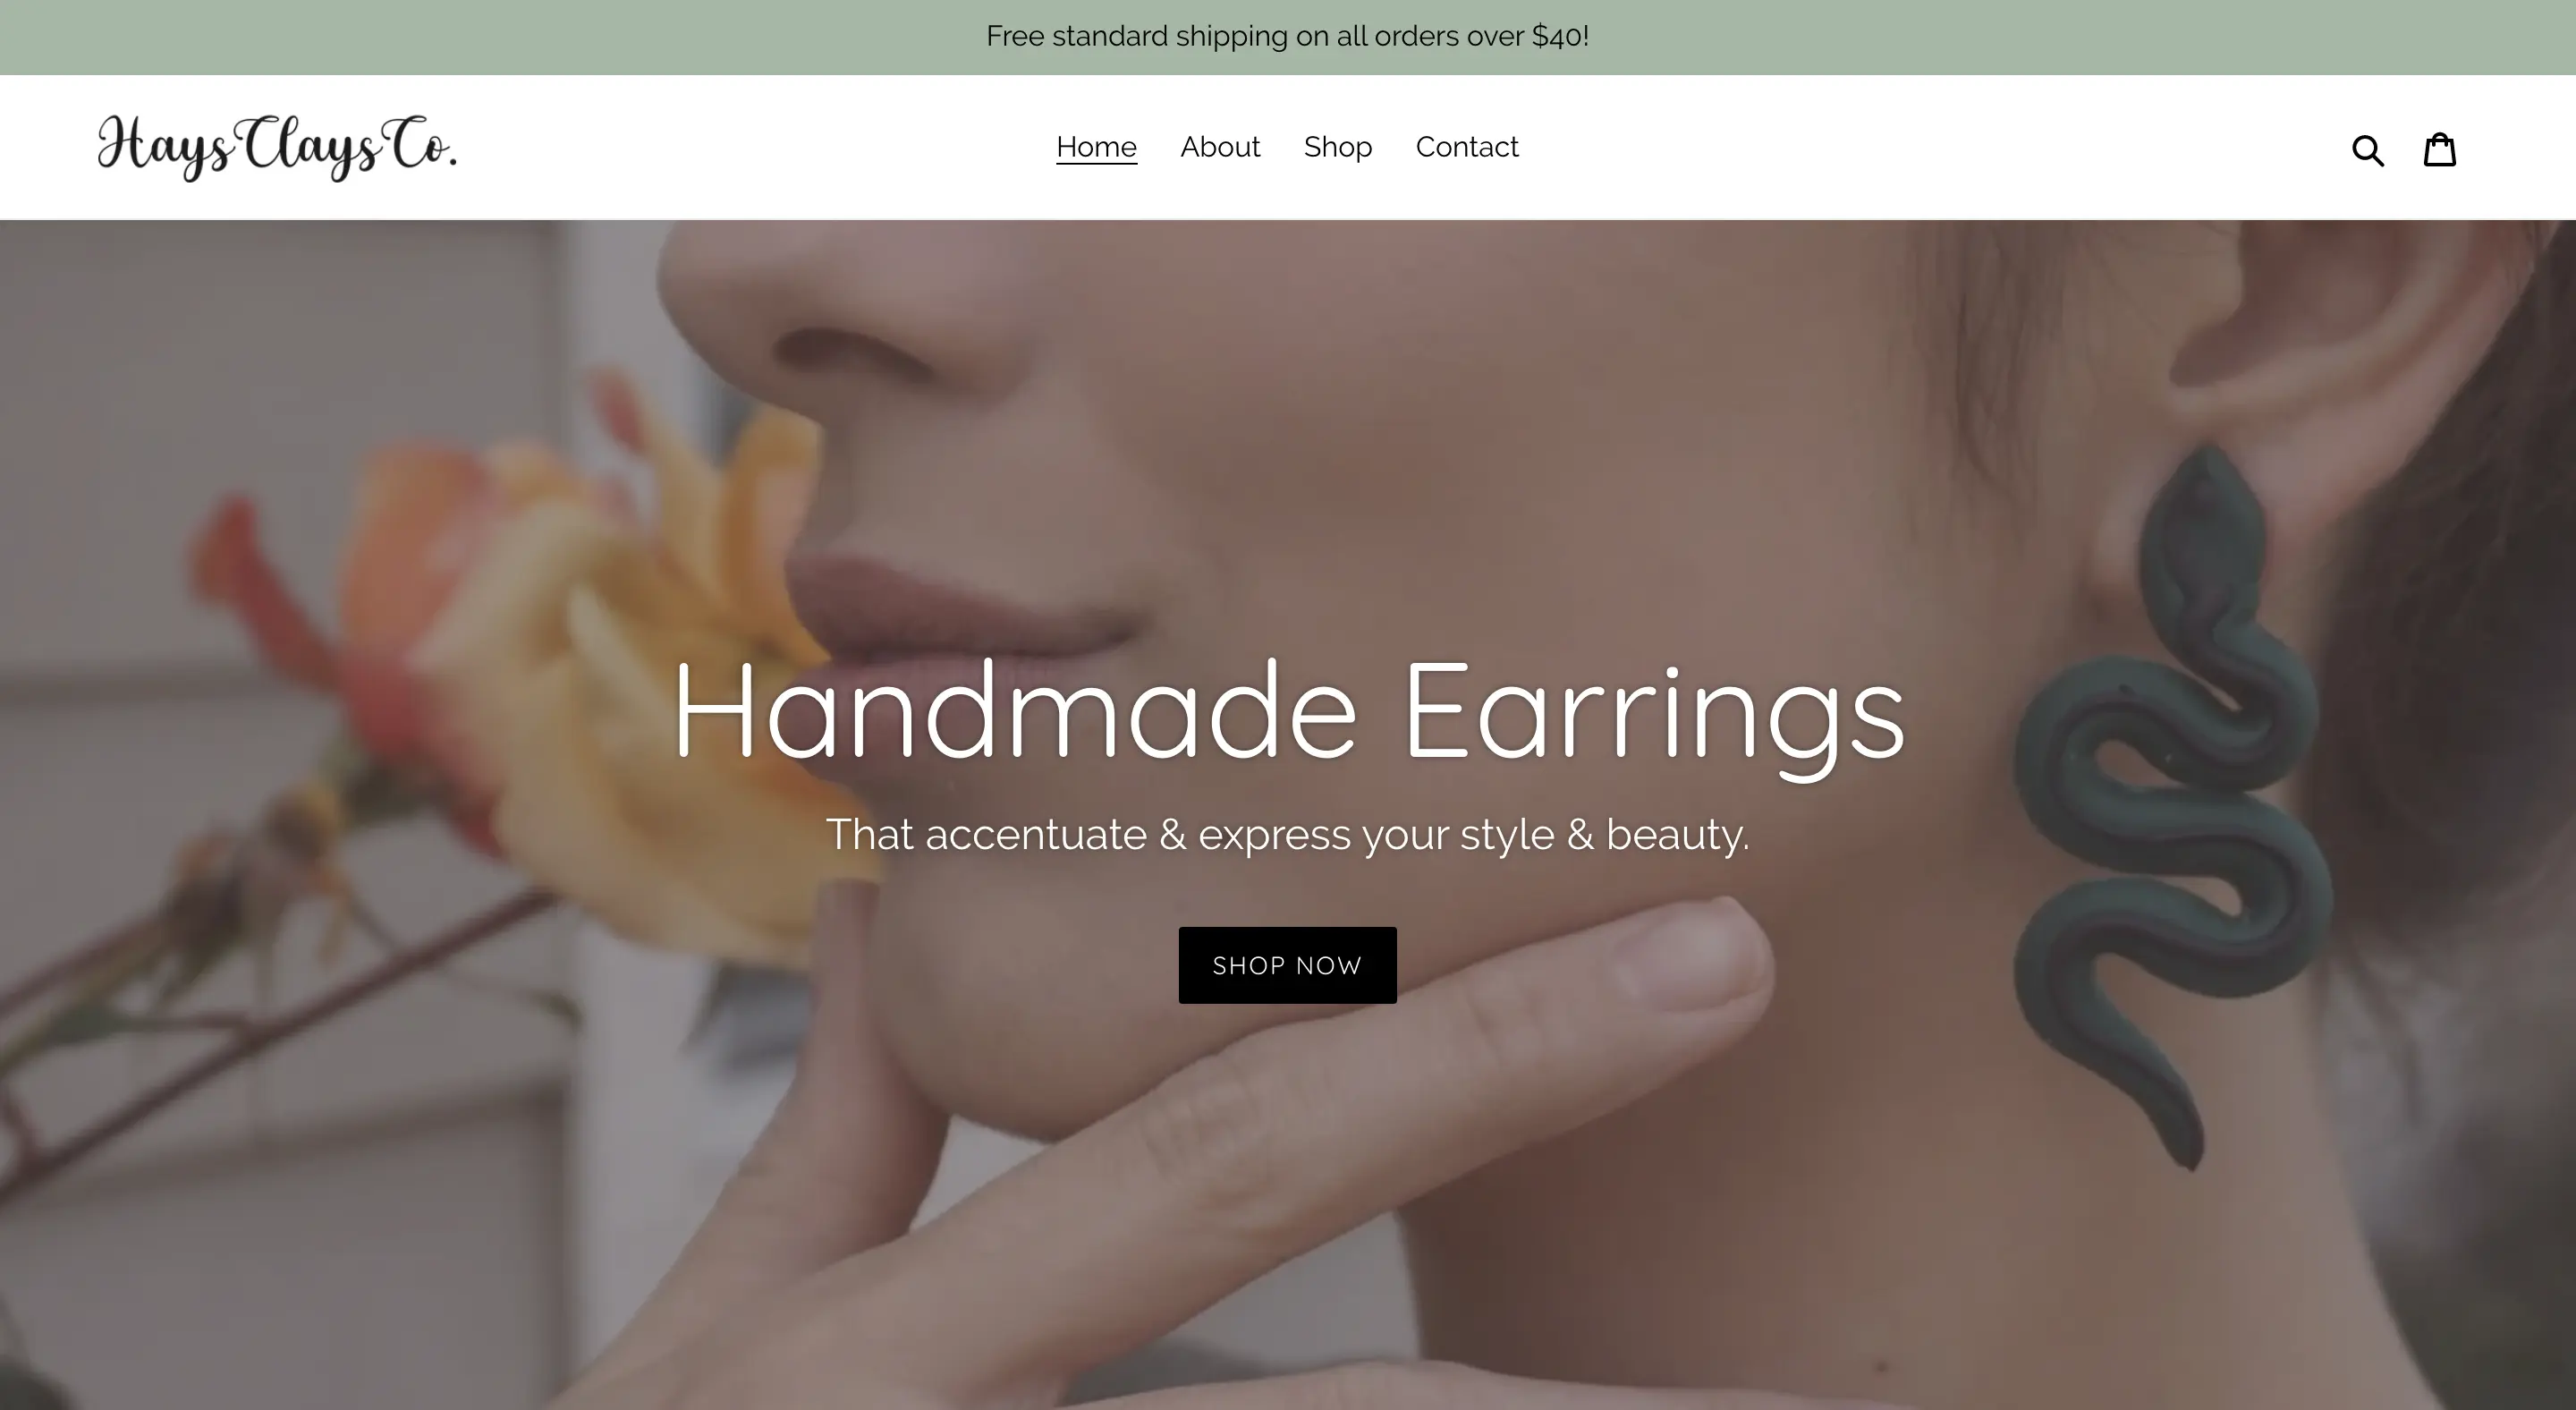 Free standard shipping on all orders over $40!
Hays Clays Co.
Home About Shop Contact
Handmade Earrings
That accentuate & express your style & beauty.
SHOP NOW